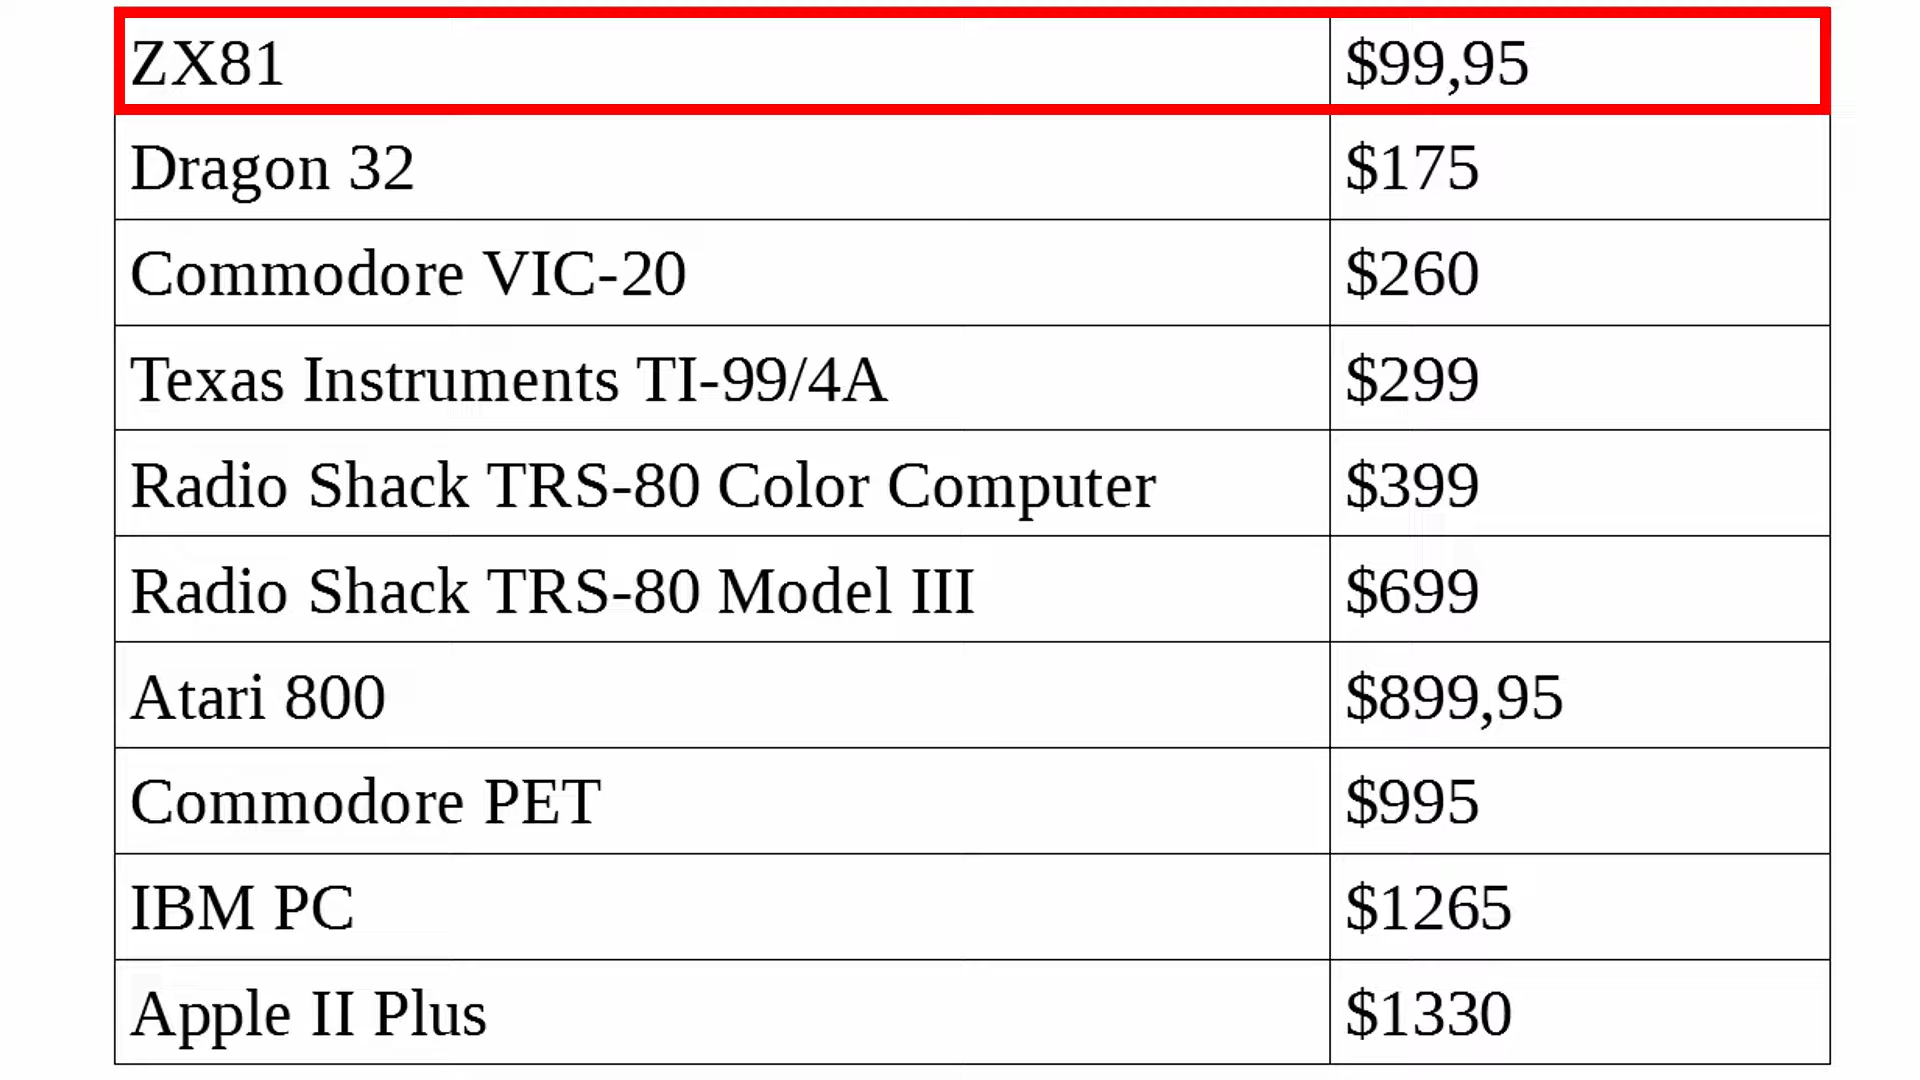 ZX81 $99,95
Dragon 32 $175
Commodore VIC-20 $260
Texas Instruments TI-99/4A $299
Radio Shack TRS-80 Color Computer $399
Radio Shack TRS-80 Model III $699
Atari 800 $899,95
Commodore PET $995
IBM PC $1265
Apple II Plus $1330